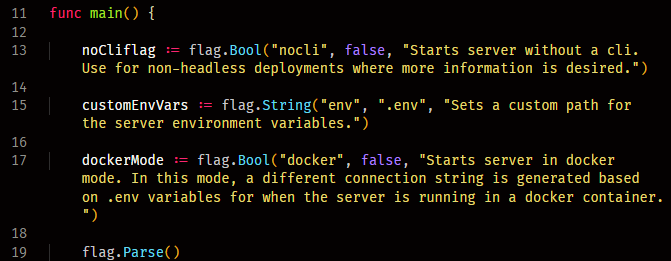 11 func main() {
12
13 noCliflag := flag.Bool("nocli", false, "Starts server without a cli.
Use for non-headless deployments where more information is desired.")
14
15 customEnvVars := flag.String("env", ".env", "Sets a custom path for
the server environment variables.")
16
17 dockerMode := flag.Bool("docker", false, "Starts server in docker
mode. In this mode, a different connection string is generated based
on .env variables for when the server is running in a docker container.
")
18
19 flag.Parse()